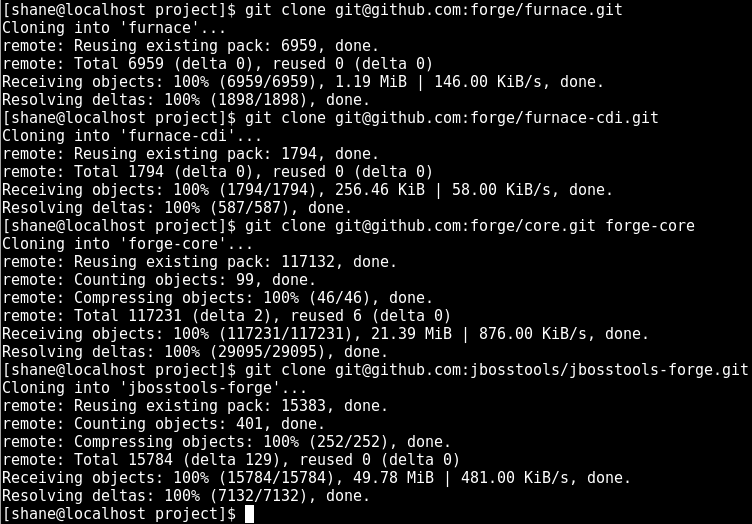 [shane@localhost project]$ git clone git@github.com:forge/furnace.git
Cloning into 'furnace'...
remote: Reusing existing pack: 6959, done.
remote: Total 6959 (delta 0), reused 0 (delta 0)
Receiving objects: 100% (6959/6959), 1.19 MiB | 146.00 KiB/s, done.
Resolving deltas: 100% (1898/1898), done.
[shane@localhost project]$ git clone git@github.com:forge/furnace-cdi.git
Cloning into 'furnace-cdi'...
remote: Reusing existing pack: 1794, done.
remote: Total 1794 (delta 0), reused 0 (delta 0)
Receiving objects: 100% (1794/1794), 256.46 KiB | 58.00 KiB/s, done.
Resolving deltas: 100% (587/587), done.
[shane@localhost project]$ git clone git@github.com:forge/core.git forge-core
Cloning into 'forge-core'...
remote: Reusing existing pack: 117132, done.
remote: Counting objects: 99, done.
remote: Compressing objects: 100% (46/46), done.
remote: Total 117231 (delta 2), reused 6 (delta 0)
Receiving objects: 100% (117231/117231), 21.39 MiB | 876.00 KiB/s, done.
Resolving deltas: 100% (29095/29095), done.
[shane@localhost project]$ git clone git@github.com:jbosstools/jbosstools-forge.git
Cloning into 'jbosstools-forge'...
remote: Reusing existing pack: 15383, done.
remote: Counting objects: 401, done.
remote: Compressing objects: 100% (252/252), done.
remote: Total 15784 (delta 129), reused 0 (delta 0)
Receiving objects: 100% (15784/15784), 49.78 MiB | 481.00 KiB/s, done.
Resolving deltas: 100% (7132/7132), done.
[shane@localhost project]$